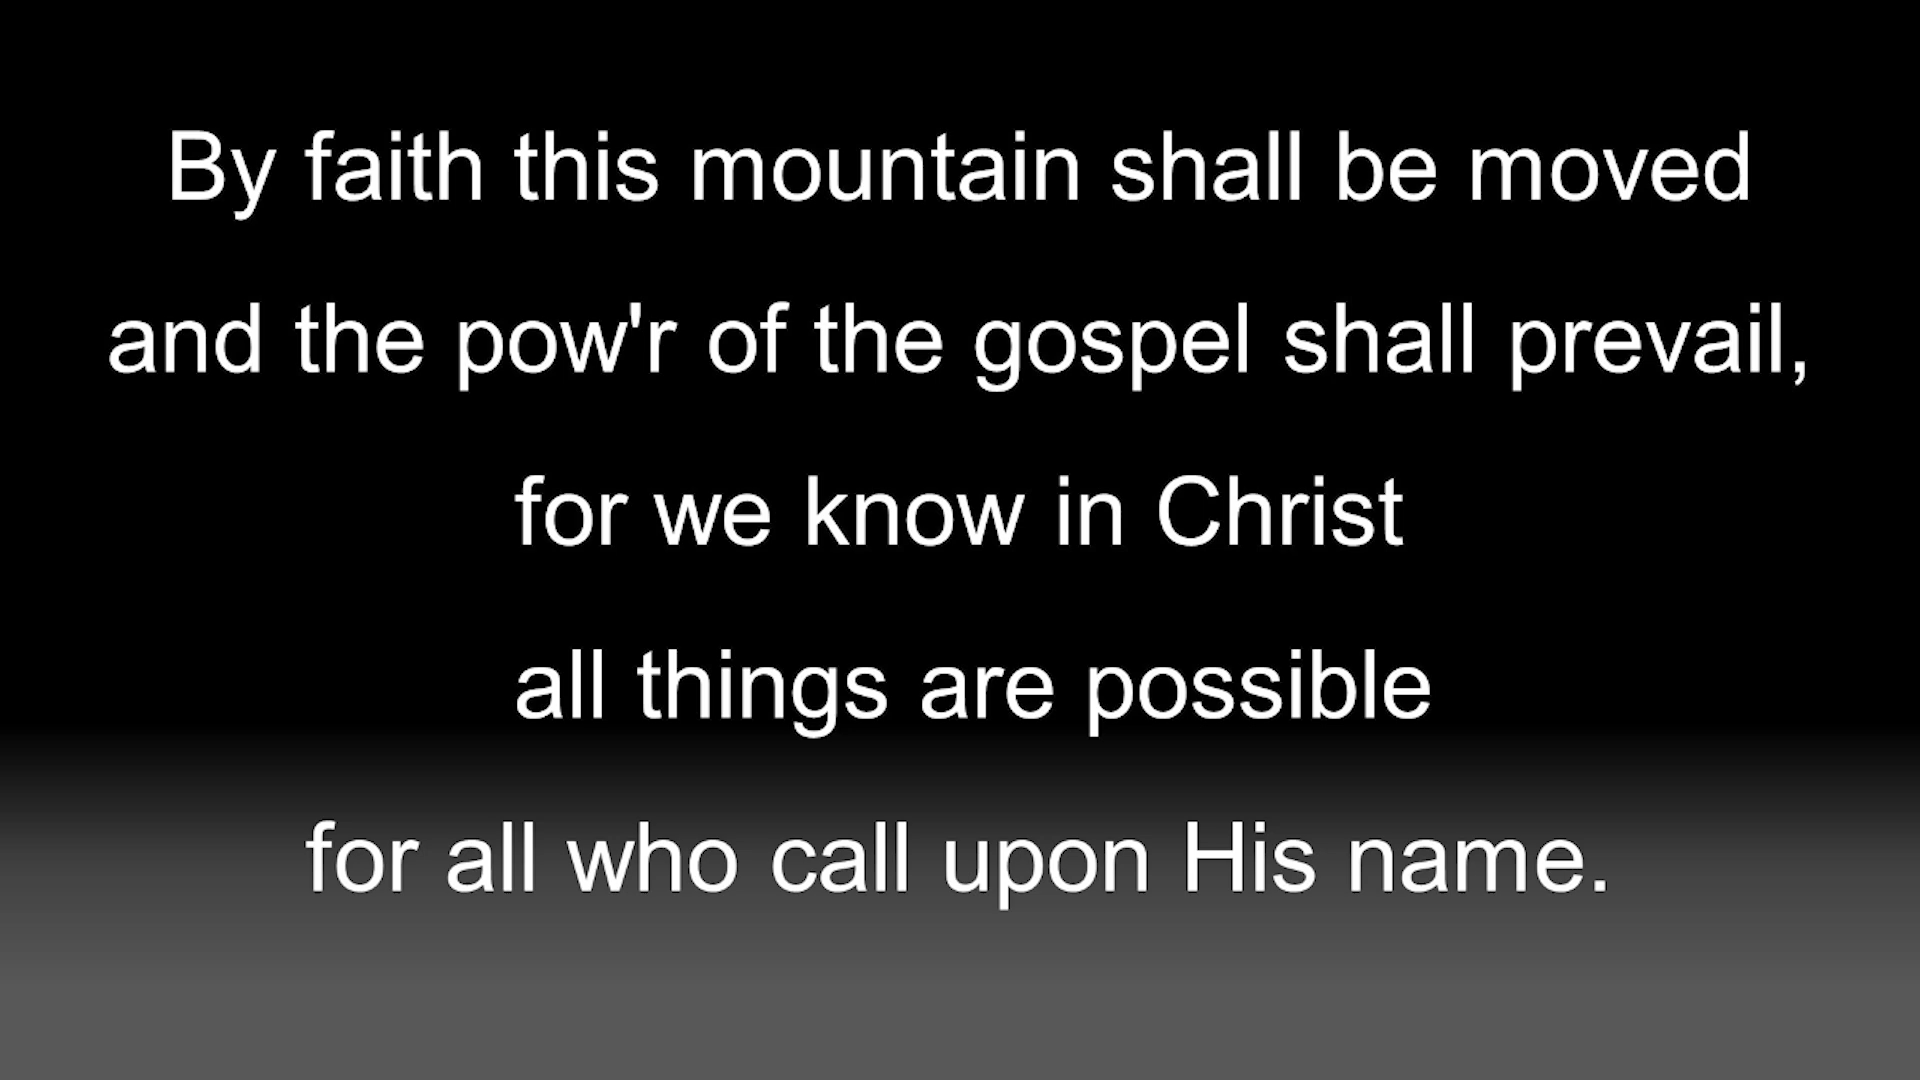 By faith this mountain shall be moved
and the pow'r of the gospel shall prevail,
for we know in Christ
all things are possible
for all who call upon His name.